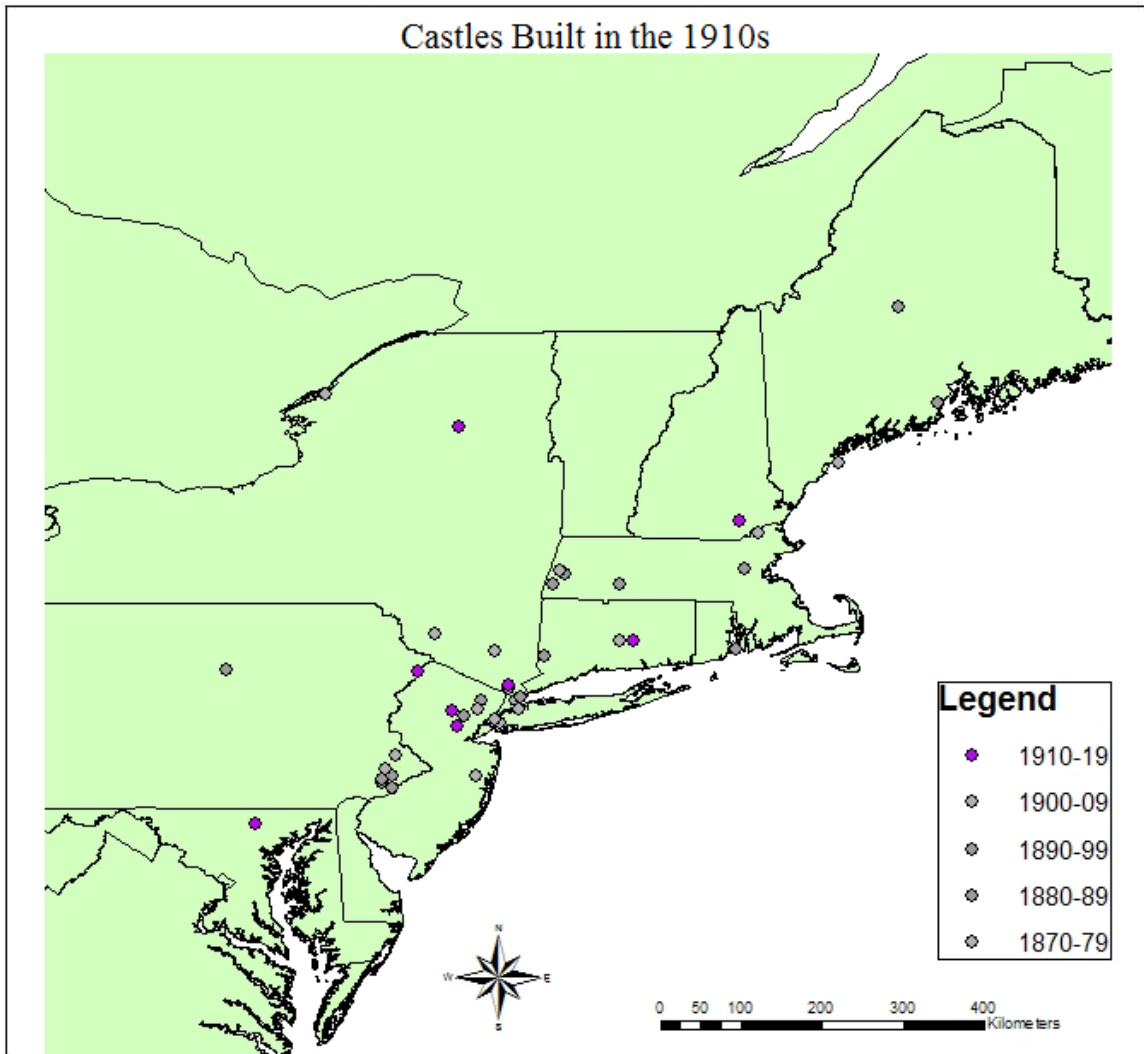 Castles Built in the 1910s
Legend
1910-19
1900-09
1890-99
1880-89
1870-79
N
W E
S
0 50 100 200 300 400
Kilometers